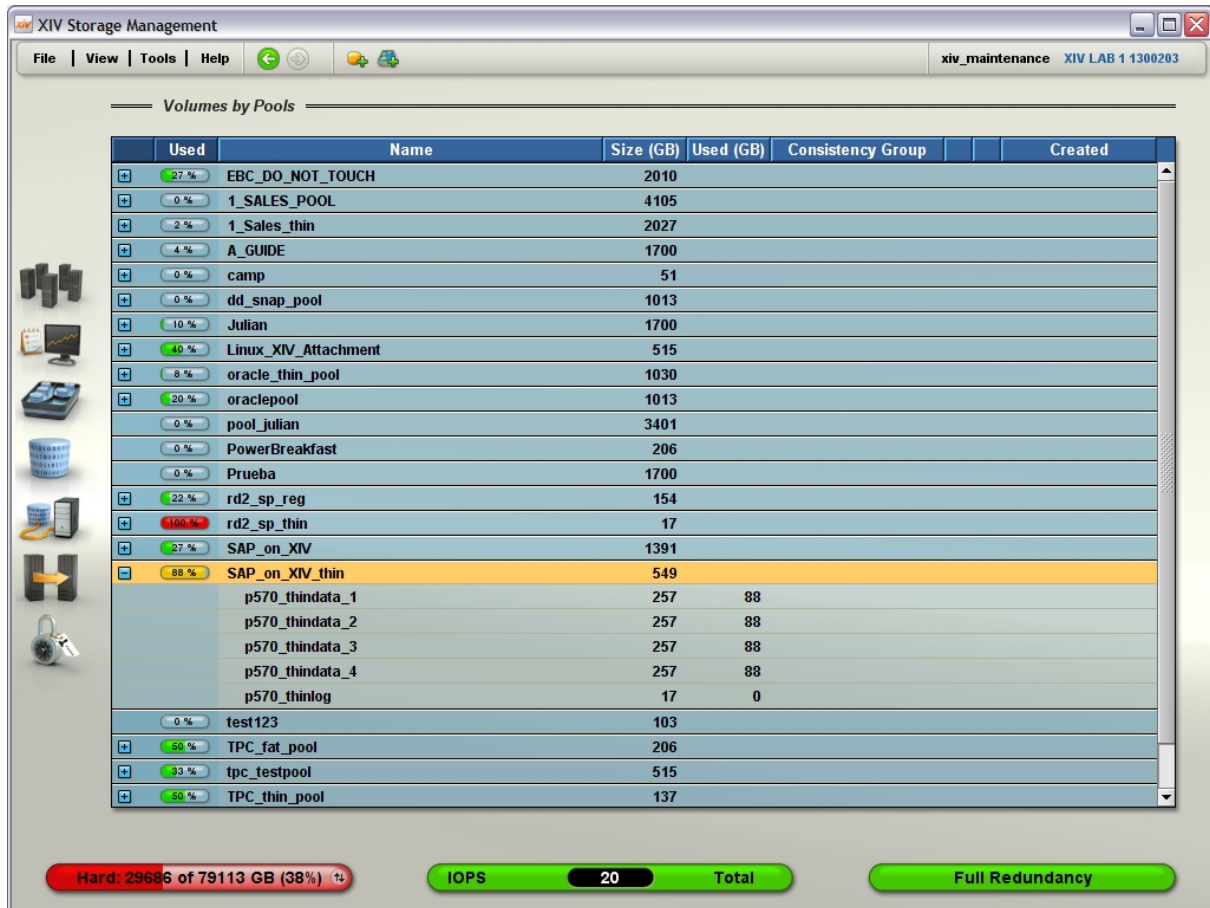 XIV XIV Storage Management
File | View | Tools | Help xiv_maintenance XIV LAB 1 1300203
Volumes by Pools
Used Name Size (GB) Used (GB) Consistency Group Created
27 % EBC_DO_NOT_TOUCH 2010
0 % 1_SALES_POOL 4105
2 % 1_Sales_thin 2027
4 % A_GUIDE 1700
0 % camp 51
0 % dd_snap_pool 1013
10 % Julian 1700
40 % Linux_XIV_Attachment 515
8 % oracle_thin_pool 1030
20 % oraclepool 1013
0 % pool_julian 3401
0 % PowerBreakfast 206
0 % Prueba 1700
22 % rd2_sp_reg 154
100 % rd2_sp_thin 17
27 % SAP_on_XIV 1391
88 % SAP_on_XIV_thin 549
p570_thindata_1 257 88
p570_thindata_2 257 88
p570_thindata_3 257 88
p570_thindata_4 257 88
p570_thinlog 17 0
0 % test123 103
50 % TPC_fat_pool 206
33 % tpc_testpool 515
50 % TPC_thin_pool 137
Hard: 29686 of 79113 GB (38%) IOPS 20 Total Full Redundancy